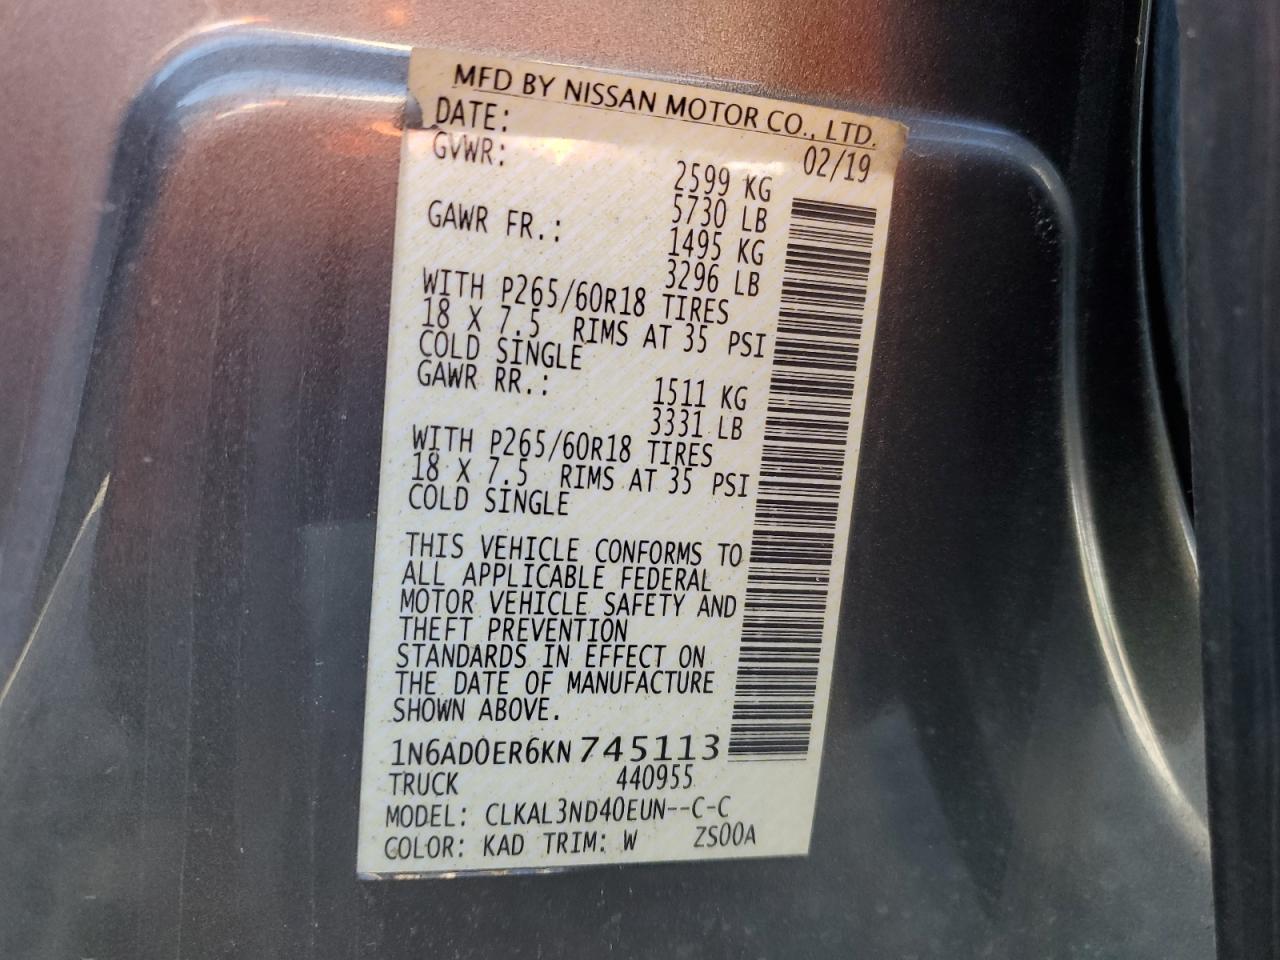 MFD BY NISSAN MOTOR CO., LTD.
DATE: 02/19
GVWR: 2599 KG
5730 LB
GAWR FR.: 1495 KG
3296 LB
WITH P265/60R18 TIRES
18 X 7.5 RIMS AT 35 PSI
COLD SINGLE
GAWR RR.: 1511 KG
3331 LB
WITH P265/60R18 TIRES
18 X 7.5 RIMS AT 35 PSI
COLD SINGLE
THIS VEHICLE CONFORMS TO
ALL APPLICABLE FEDERAL
MOTOR VEHICLE SAFETY AND
THEFT PREVENTION
STANDARDS IN EFFECT ON
THE DATE OF MANUFACTURE
SHOWN ABOVE.
1N6AD0ER6KN745113
TRUCK 440955
MODEL: CLKAL3ND40EUN--C-C
COLOR: KAD TRIM: W ZS00A